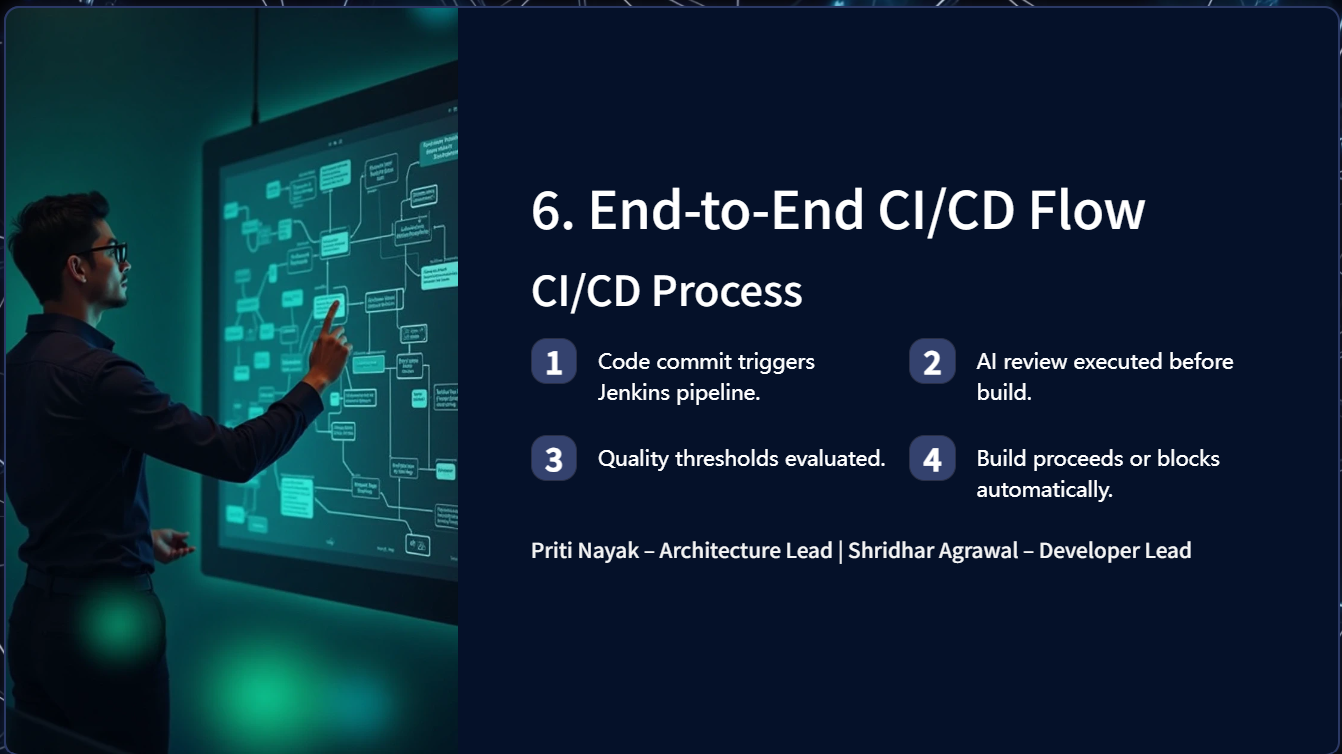 6. End-to-End CI/CD Flow
CI/CD Process
1
Code commit triggers
Jenkins pipeline.
2
AI review executed before
build.
3
Quality thresholds evaluated.
4
Build proceeds or blocks
automatically.
Priti Nayak – Architecture Lead | Shridhar Agrawal – Developer Lead